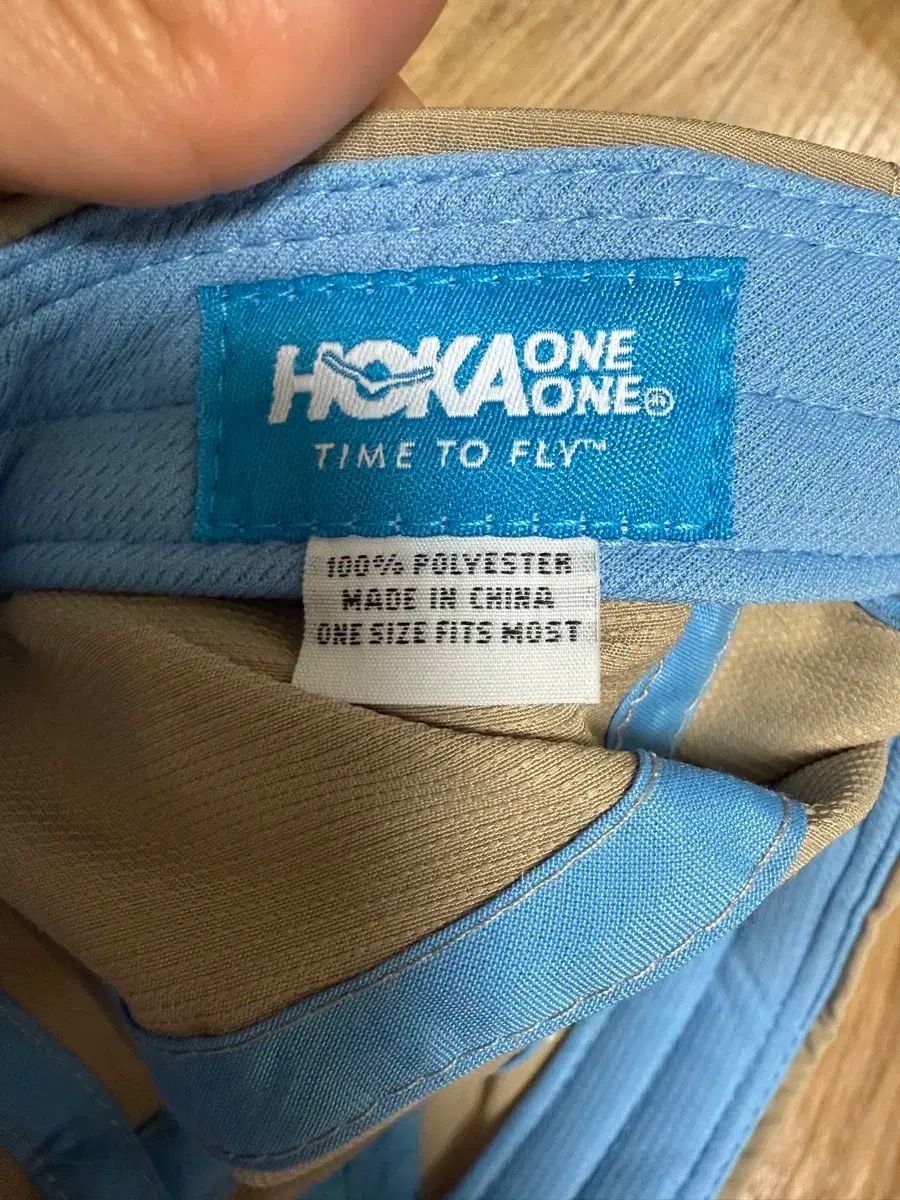 HOKA ONE ONE®
TIME TO FLY™
100% POLYESTER
MADE IN CHINA
ONE SIZE FITS MOST